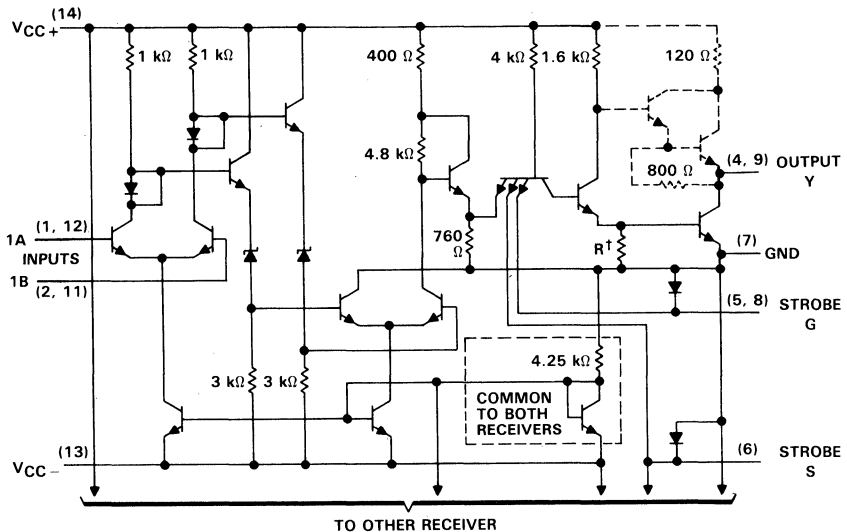 VCC+ (14)
1 kΩ
1 kΩ
400 Ω
4 kΩ
1.6 kΩ
120 Ω
4.8 kΩ
800 Ω
(4, 9) OUTPUT
Y
(1, 12)
1A
INPUTS
1B
(2, 11)
760
Ω
R†
(7)
GND
(5, 8) STROBE
G
3 kΩ
3 kΩ
4.25 kΩ
COMMON
TO BOTH
RECEIVERS
VCC− (13)
(6) STROBE
S
TO OTHER RECEIVER